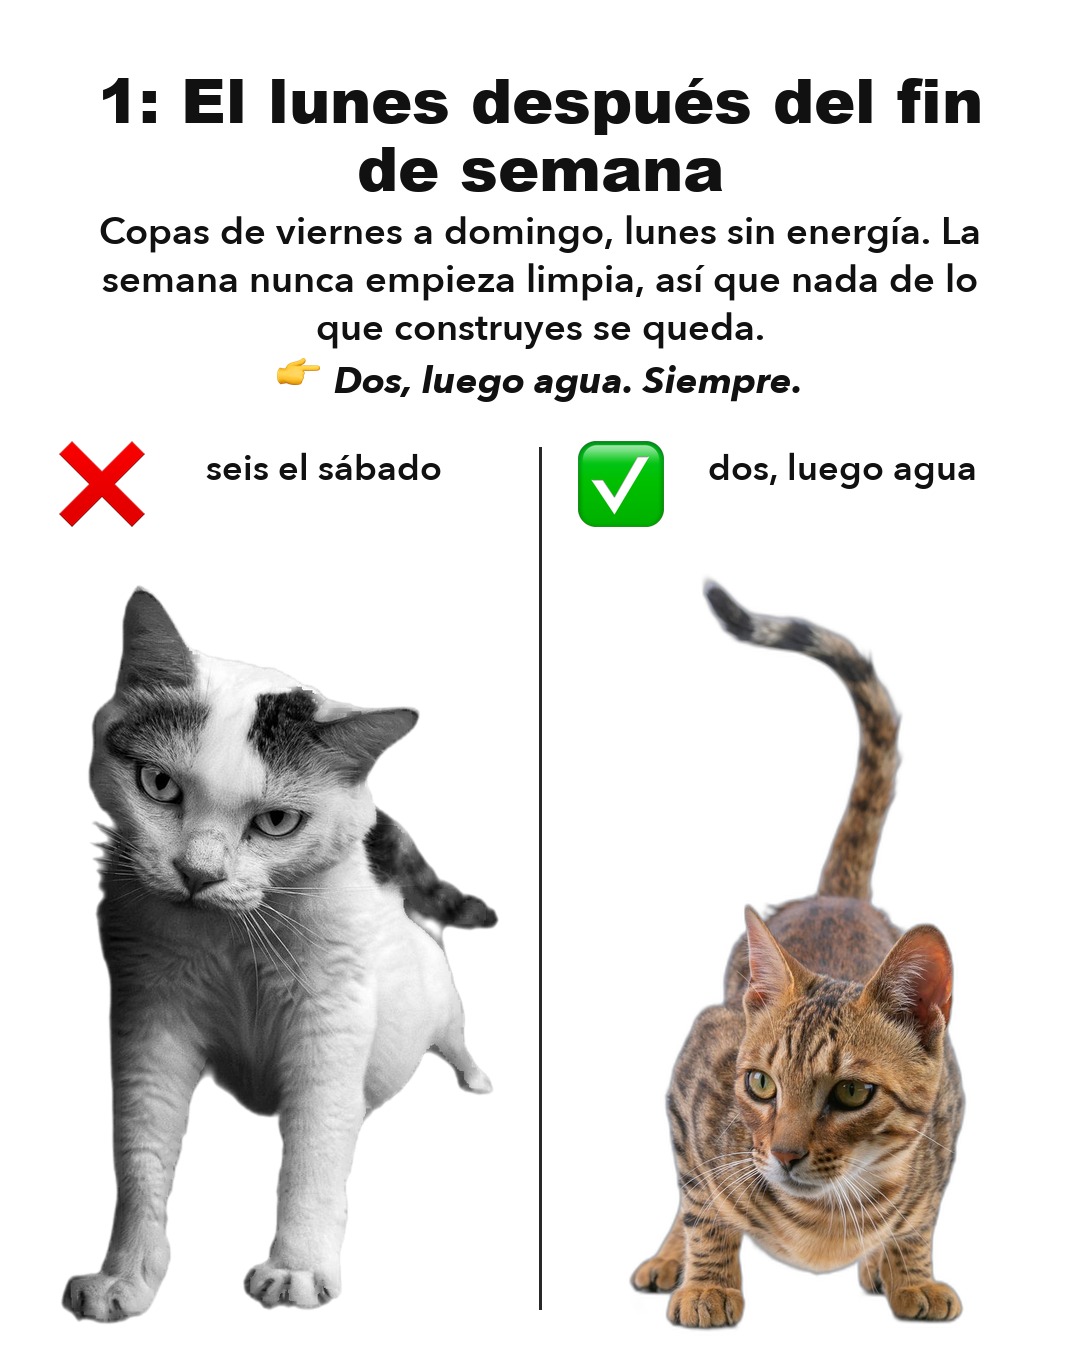 1: El lunes después del fin
de semana
Copas de viernes a domingo, lunes sin energía. La
semana nunca empieza limpia, así que nada de lo
que construyes se queda.
👉 Dos, luego agua. Siempre.
❌ seis el sábado
✅ dos, luego agua